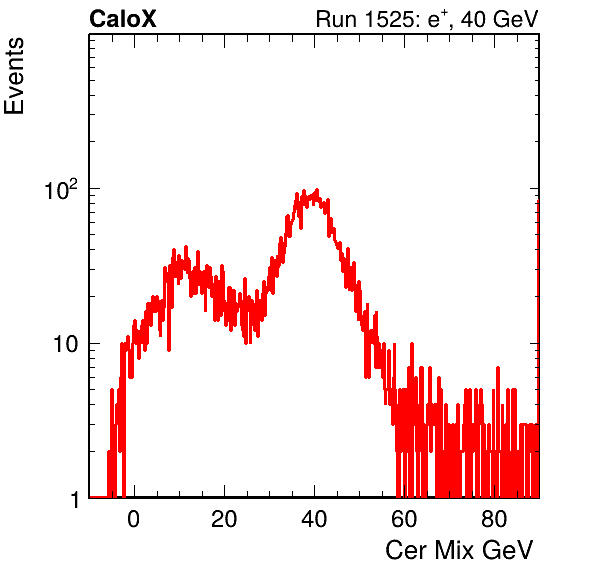 CaloX Run 1525: e⁺, 40 GeV
Events
10²
10
1
0 20 40 60 80
Cer Mix GeV